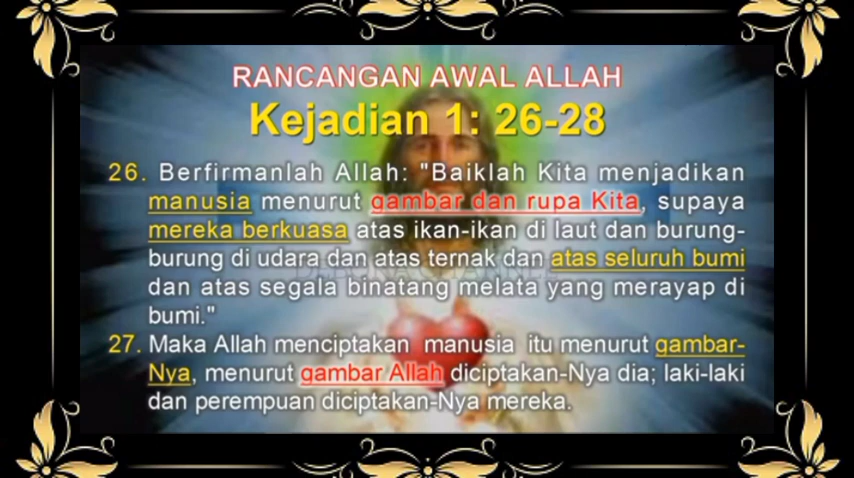 RANCANGAN AWAL ALLAH
Kejadian 1: 26-28
26. Berfirmanlah Allah: "Baiklah Kita menjadikan
manusia menurut gambar dan rupa Kita, supaya
mereka berkuasa atas ikan-ikan di laut dan burung-
burung di udara dan atas ternak dan atas seluruh bumi
dan atas segala binatang melata yang merayap di
bumi."
27. Maka Allah menciptakan manusia itu menurut gambar-
Nya, menurut gambar Allah diciptakan-Nya dia; laki-laki
dan perempuan diciptakan-Nya mereka.